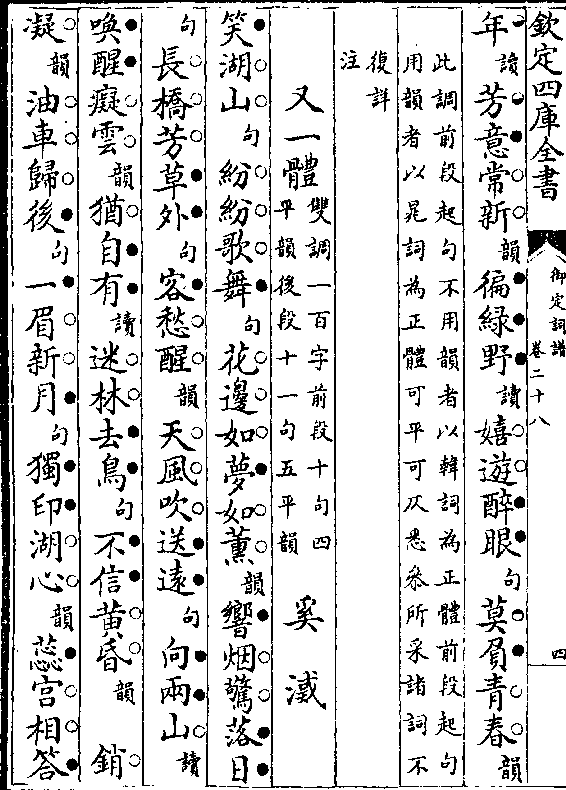 欽定四庫全書
御定詞譜
卷二十八
四
年讀芳意常新韻徧綠野讀嬉遊醉眼句莫負青春韻
此調前段起句不用韻者以韓詞為正體前段起句
用韻者以晁詞為正體可平可仄悉叅所采諸詞不
復詳
注
又一體
雙調一百字前段十句四
平韻後段十一句五平韻
奚㴋
笑湖山句紛紛歌舞句花邊如夢如薰韻響烟驚落日
句長橋芳草外句客愁醒韻天風吹送遠句向兩山讀
喚醒癡雲韻猶自有讀迷林去鳥句不信黃昏韻 銷
凝韻油車歸後句一眉新月句獨印湖心韻蕊宮相答